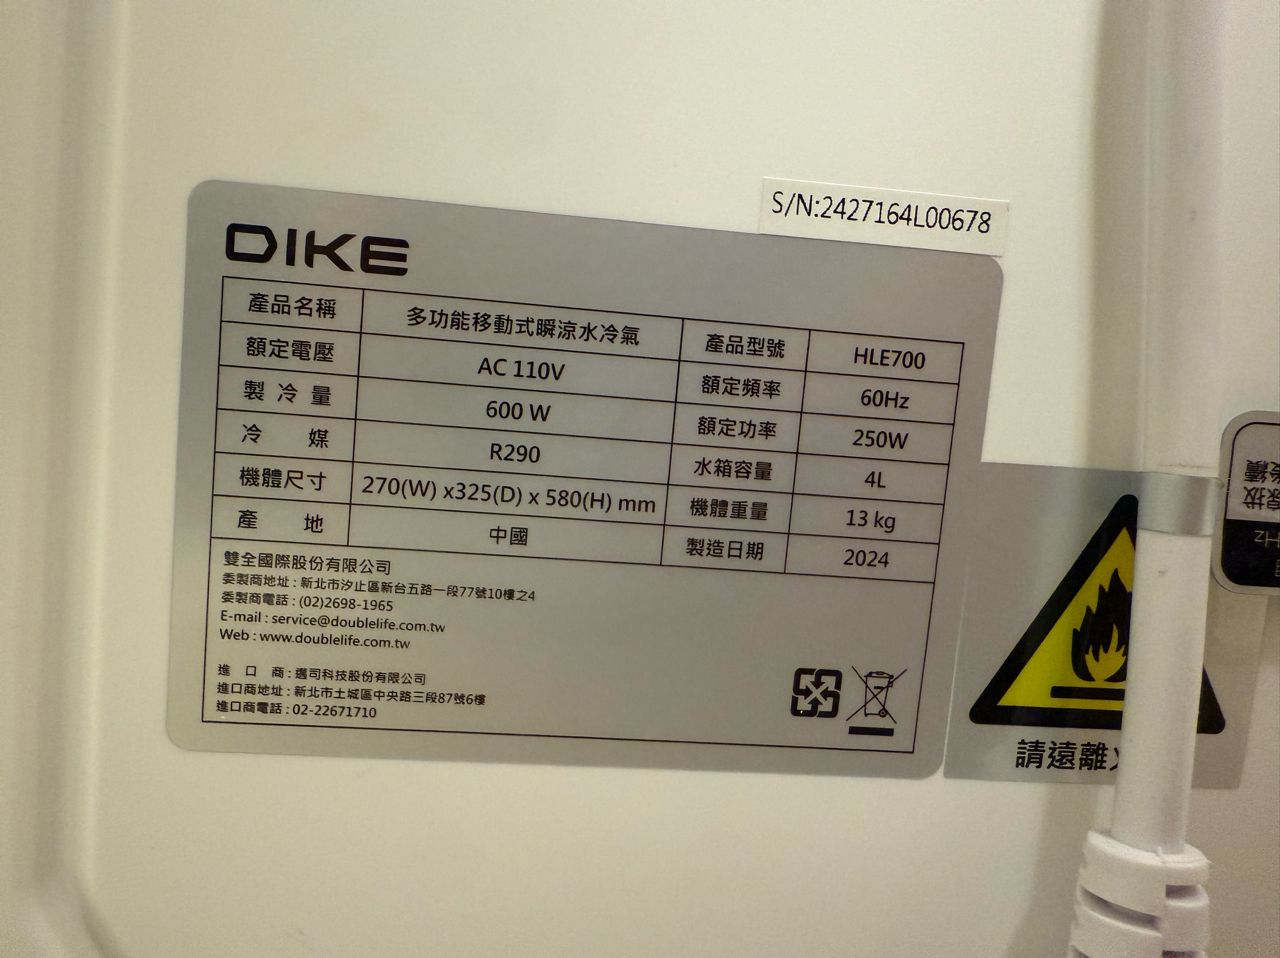 S/N:2427164L00678
DIKE
產品名稱 多功能移動式瞬涼水冷氣 產品型號 HLE700
額定電壓 AC 110V 額定頻率 60Hz
製冷量 600 W 額定功率 250W
冷媒 R290 水箱容量 4L
機體尺寸 270(W) x325(D) x 580(H) mm 機體重量 13 kg
產地 中國 製造日期 2024
雙全國際股份有限公司
委製商地址：新北市汐止區新台五路一段77號10樓之4
委製商電話：(02)2698-1965
E-mail : service@doublelife.com.tw
Web : www.doublelife.com.tw
進口商：邁司科技股份有限公司
進口商地址：新北市土城區中央路三段87號6樓
進口商電話：02-22671710
請遠離
Hz